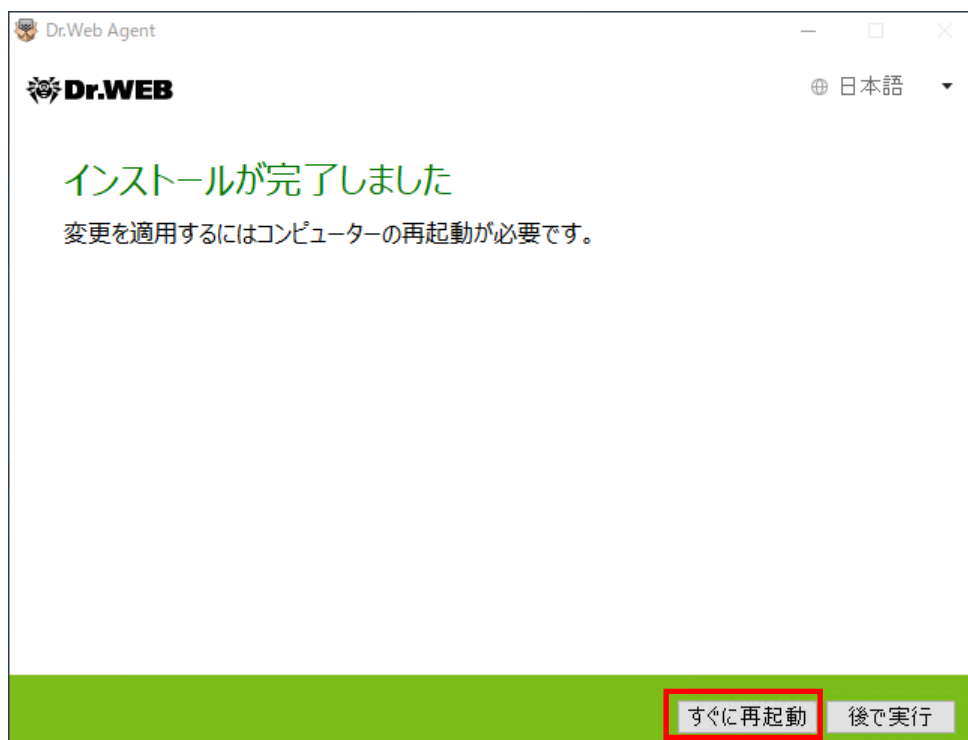 Dr.Web Agent
Dr.WEB
日本語
インストールが完了しました
変更を適用するにはコンピューターの再起動が必要です。
すぐに再起動
後で実行